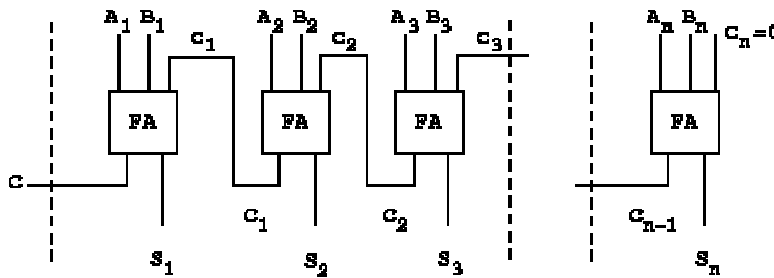 A1 B1 C1 A2 B2 C2 A3 B3 C3 An Bn Cn=0
FA FA FA FA
C
C1 C2 Cn-1
S1 S2 S3 Sn